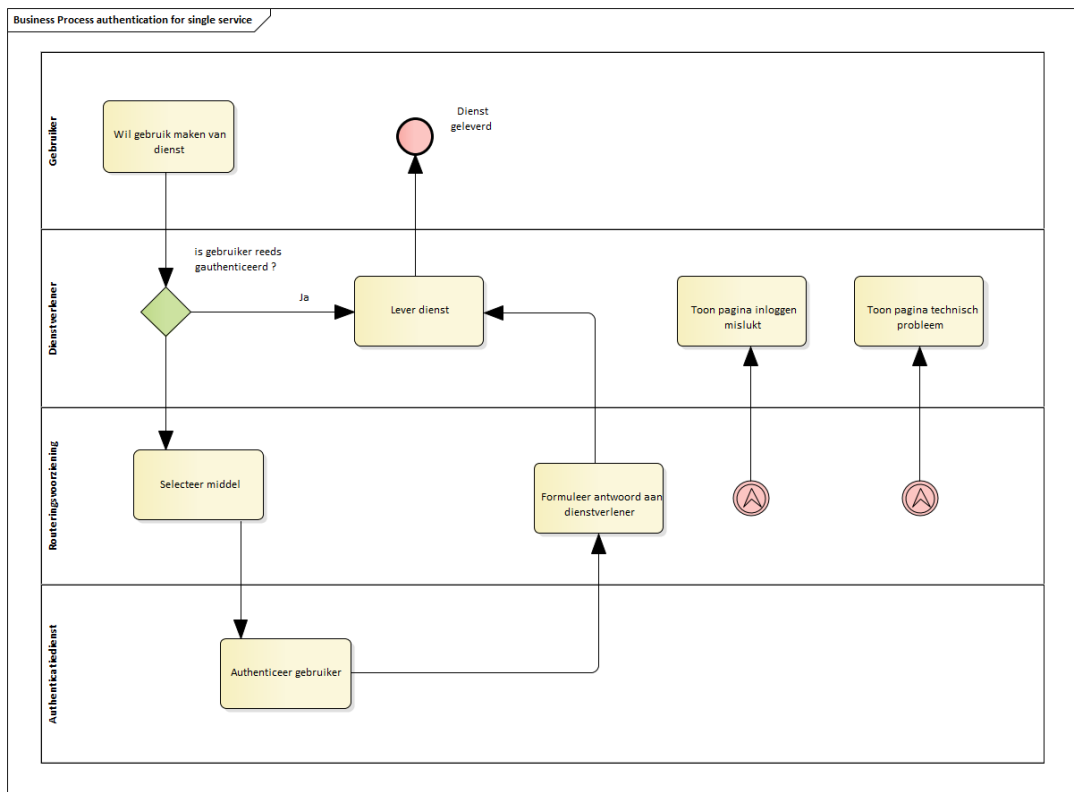 Business Process authentication for single service
Gebruiker
Wil gebruik maken van
dienst
Dienst
geleverd
Dienstverlener
is gebruiker reeds
gauthenticeerd ?
Ja
Lever dienst
Toon pagina inloggen
mislukt
Toon pagina technisch
probleem
Routeringsvoorziening
Selecteer middel
Formuleer antwoord aan
dienstverlener
Authenticatiedienst
Authenticeer gebruiker